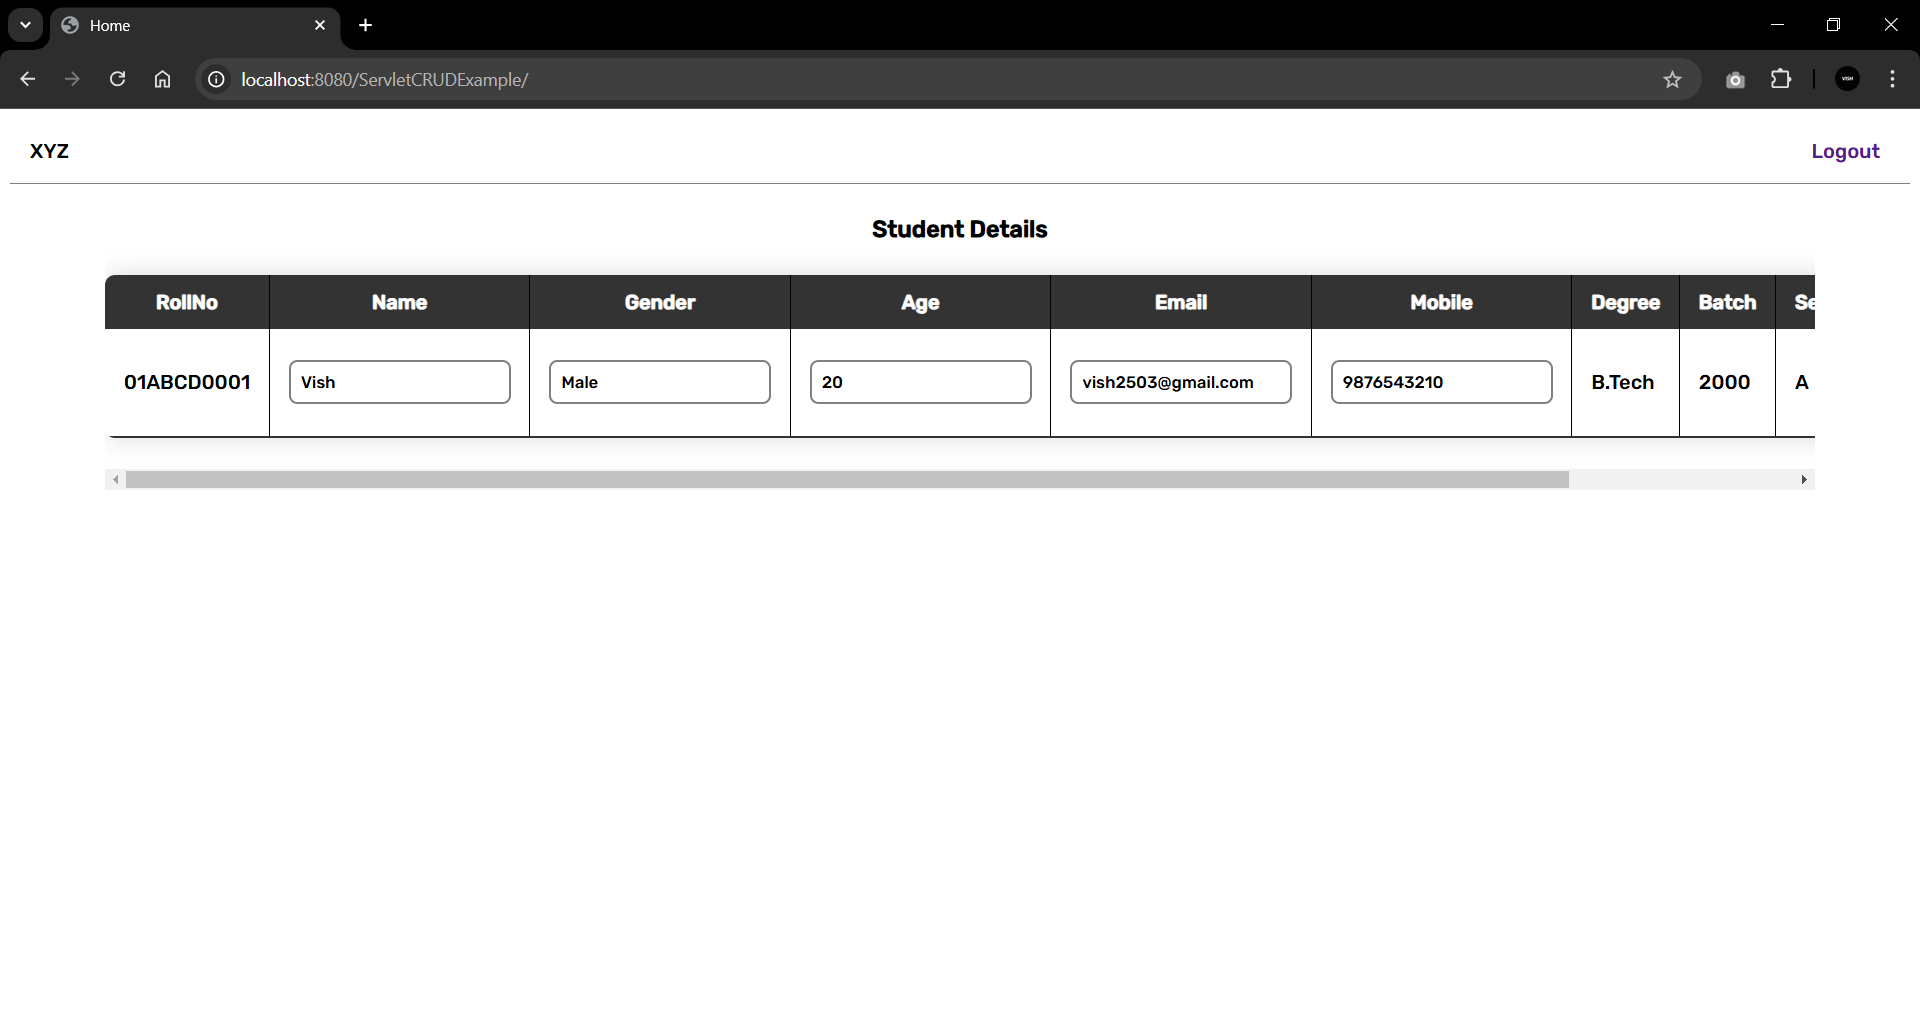 Home
localhost:8080/ServletCRUDExample/
XYZ Logout
Student Details
RollNo Name Gender Age Email Mobile Degree Batch Se
01ABCD0001 Vish Male 20 vish2503@gmail.com 9876543210 B.Tech 2000 A